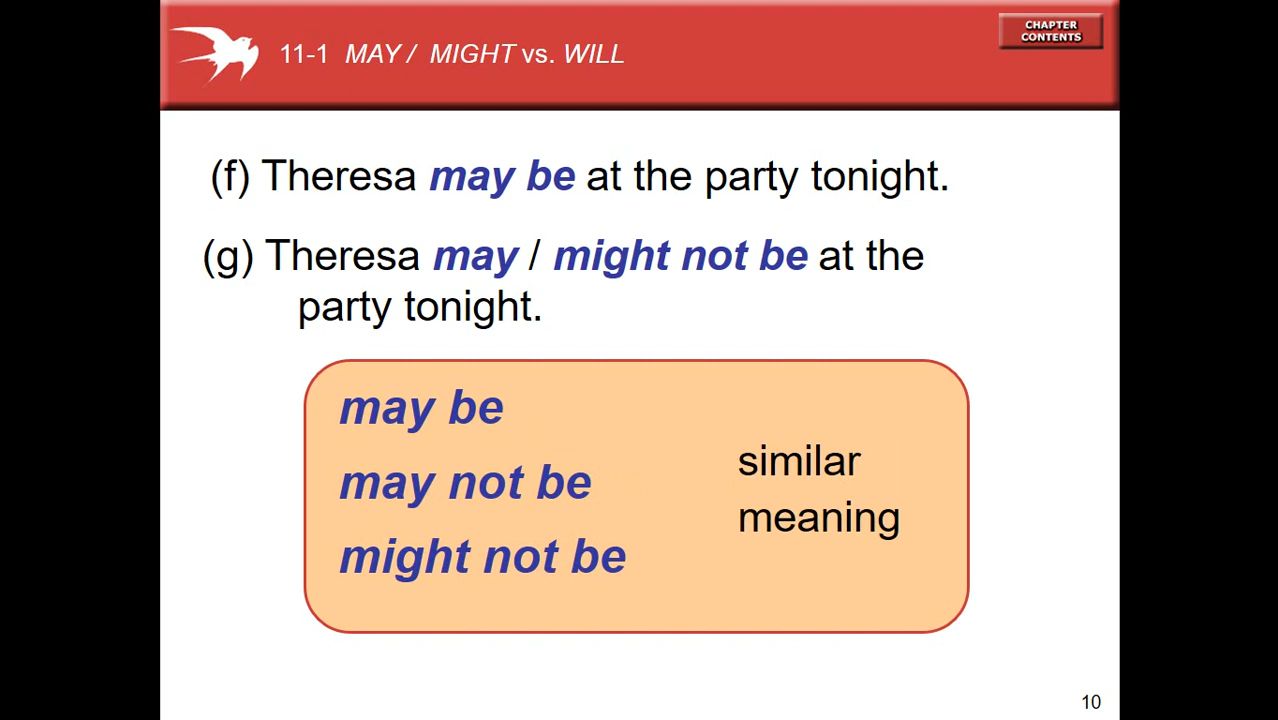 11-1 MAY / MIGHT vs. WILL
CHAPTER
CONTENTS
(f) Theresa may be at the party tonight.
(g) Theresa may / might not be at the
party tonight.
may be
may not be
might not be
similar
meaning
10